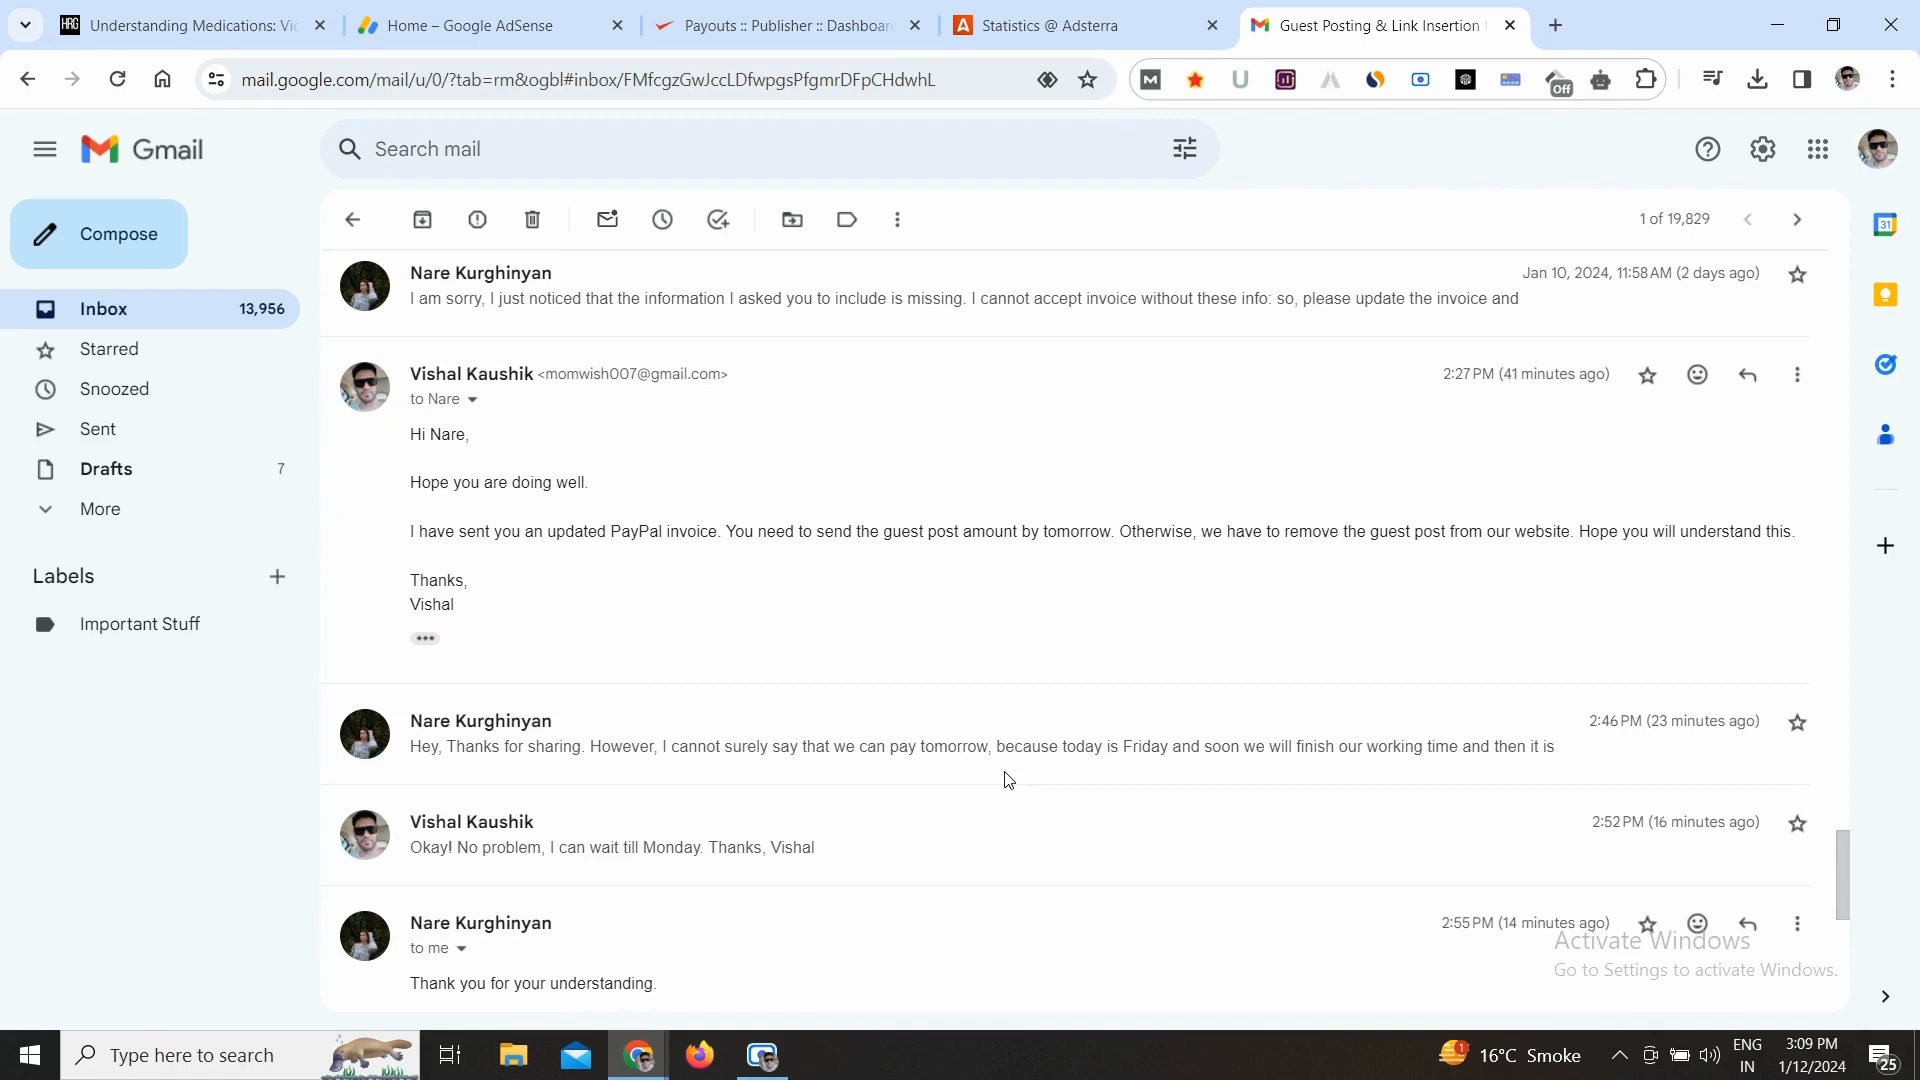 Understanding Medications: Vic
Home – Google AdSense
Payouts :: Publisher :: Dashboar
Statistics @ Adsterra
Guest Posting & Link Insertion
mail.google.com/mail/u/0/?tab=rm&ogbl#inbox/FMfcgzGwJccLDfwpgsPfgmrDFpCHdwhL
Off
Gmail
Search mail
Compose
1 of 19,829
31
Inbox 13,956
Starred
Snoozed
Sent
Drafts 7
More
Labels
Important Stuff
Nare Kurghinyan
Jan 10, 2024, 11:58 AM (2 days ago)
I am sorry, I just noticed that the information I asked you to include is missing. I cannot accept invoice without these info: so, please update the invoice and
Vishal Kaushik <momwish007@gmail.com>
2:27 PM (41 minutes ago)
to Nare
Hi Nare,
Hope you are doing well.
I have sent you an updated PayPal invoice. You need to send the guest post amount by tomorrow. Otherwise, we have to remove the guest post from our website. Hope you will understand this.
Thanks,
Vishal
Nare Kurghinyan
2:46 PM (23 minutes ago)
Hey, Thanks for sharing. However, I cannot surely say that we can pay tomorrow, because today is Friday and soon we will finish our working time and then it is
Vishal Kaushik
2:52 PM (16 minutes ago)
Okay! No problem, I can wait till Monday. Thanks, Vishal
Nare Kurghinyan
2:55 PM (14 minutes ago)
to me
Thank you for your understanding.
Activate Windows
Go to Settings to activate Windows.
Type here to search
1
16°C Smoke
ENG
IN
3:09 PM
1/12/2024
25